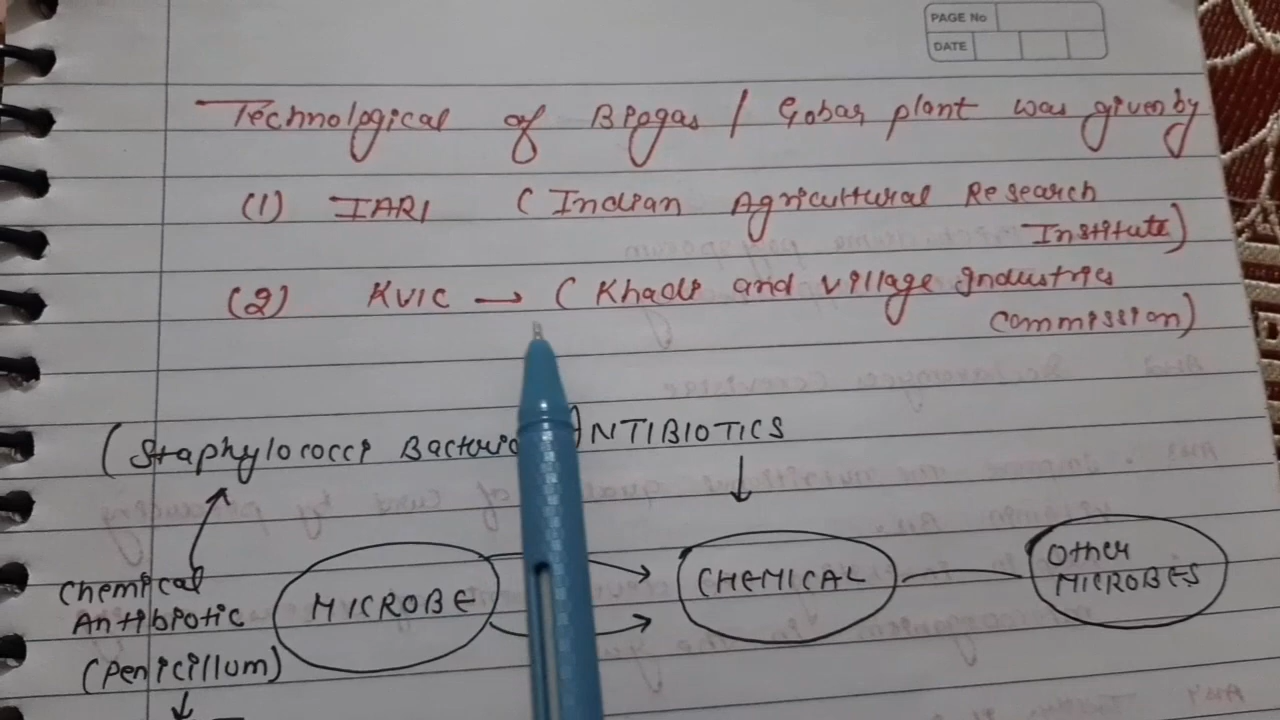 PAGE No
DATE
Technological of Biogas / Gobar plant was given by
(1) IARI (Indian Agricultural Research
Institute)
(2) KVIC → (Khadi and village Industries
commission)
(Staphylococci Bacteria) ANTIBIOTICS
↓
Chemical
Antibiotic
(Penicillum)
↓
MICROBE
CHEMICAL
Other
MICROBES